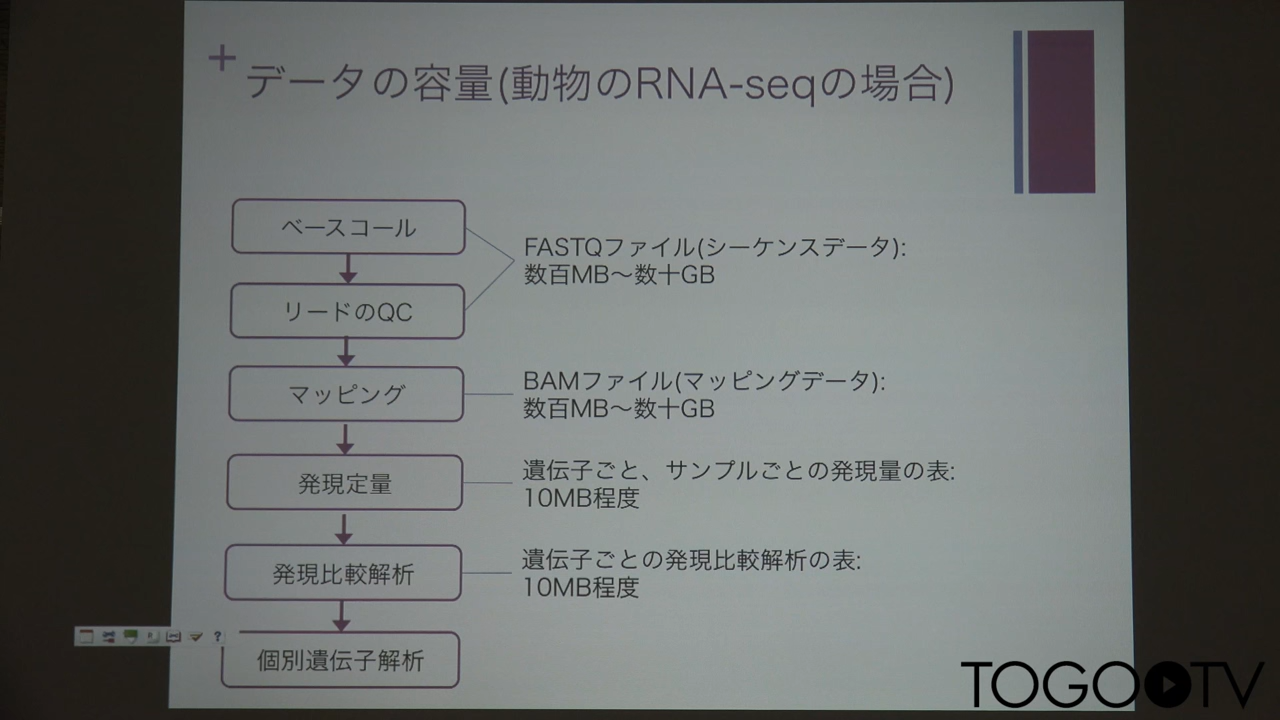 データの容量(動物のRNA-seqの場合)
ベースコール
FASTQファイル(シーケンスデータ):
数百MB〜数十GB
リードのQC
マッピング
BAMファイル(マッピングデータ):
数百MB〜数十GB
発現定量
遺伝子ごと、サンプルごとの発現量の表:
10MB程度
発現比較解析
遺伝子ごとの発現比較解析の表:
10MB程度
個別遺伝子解析
TOGOTV